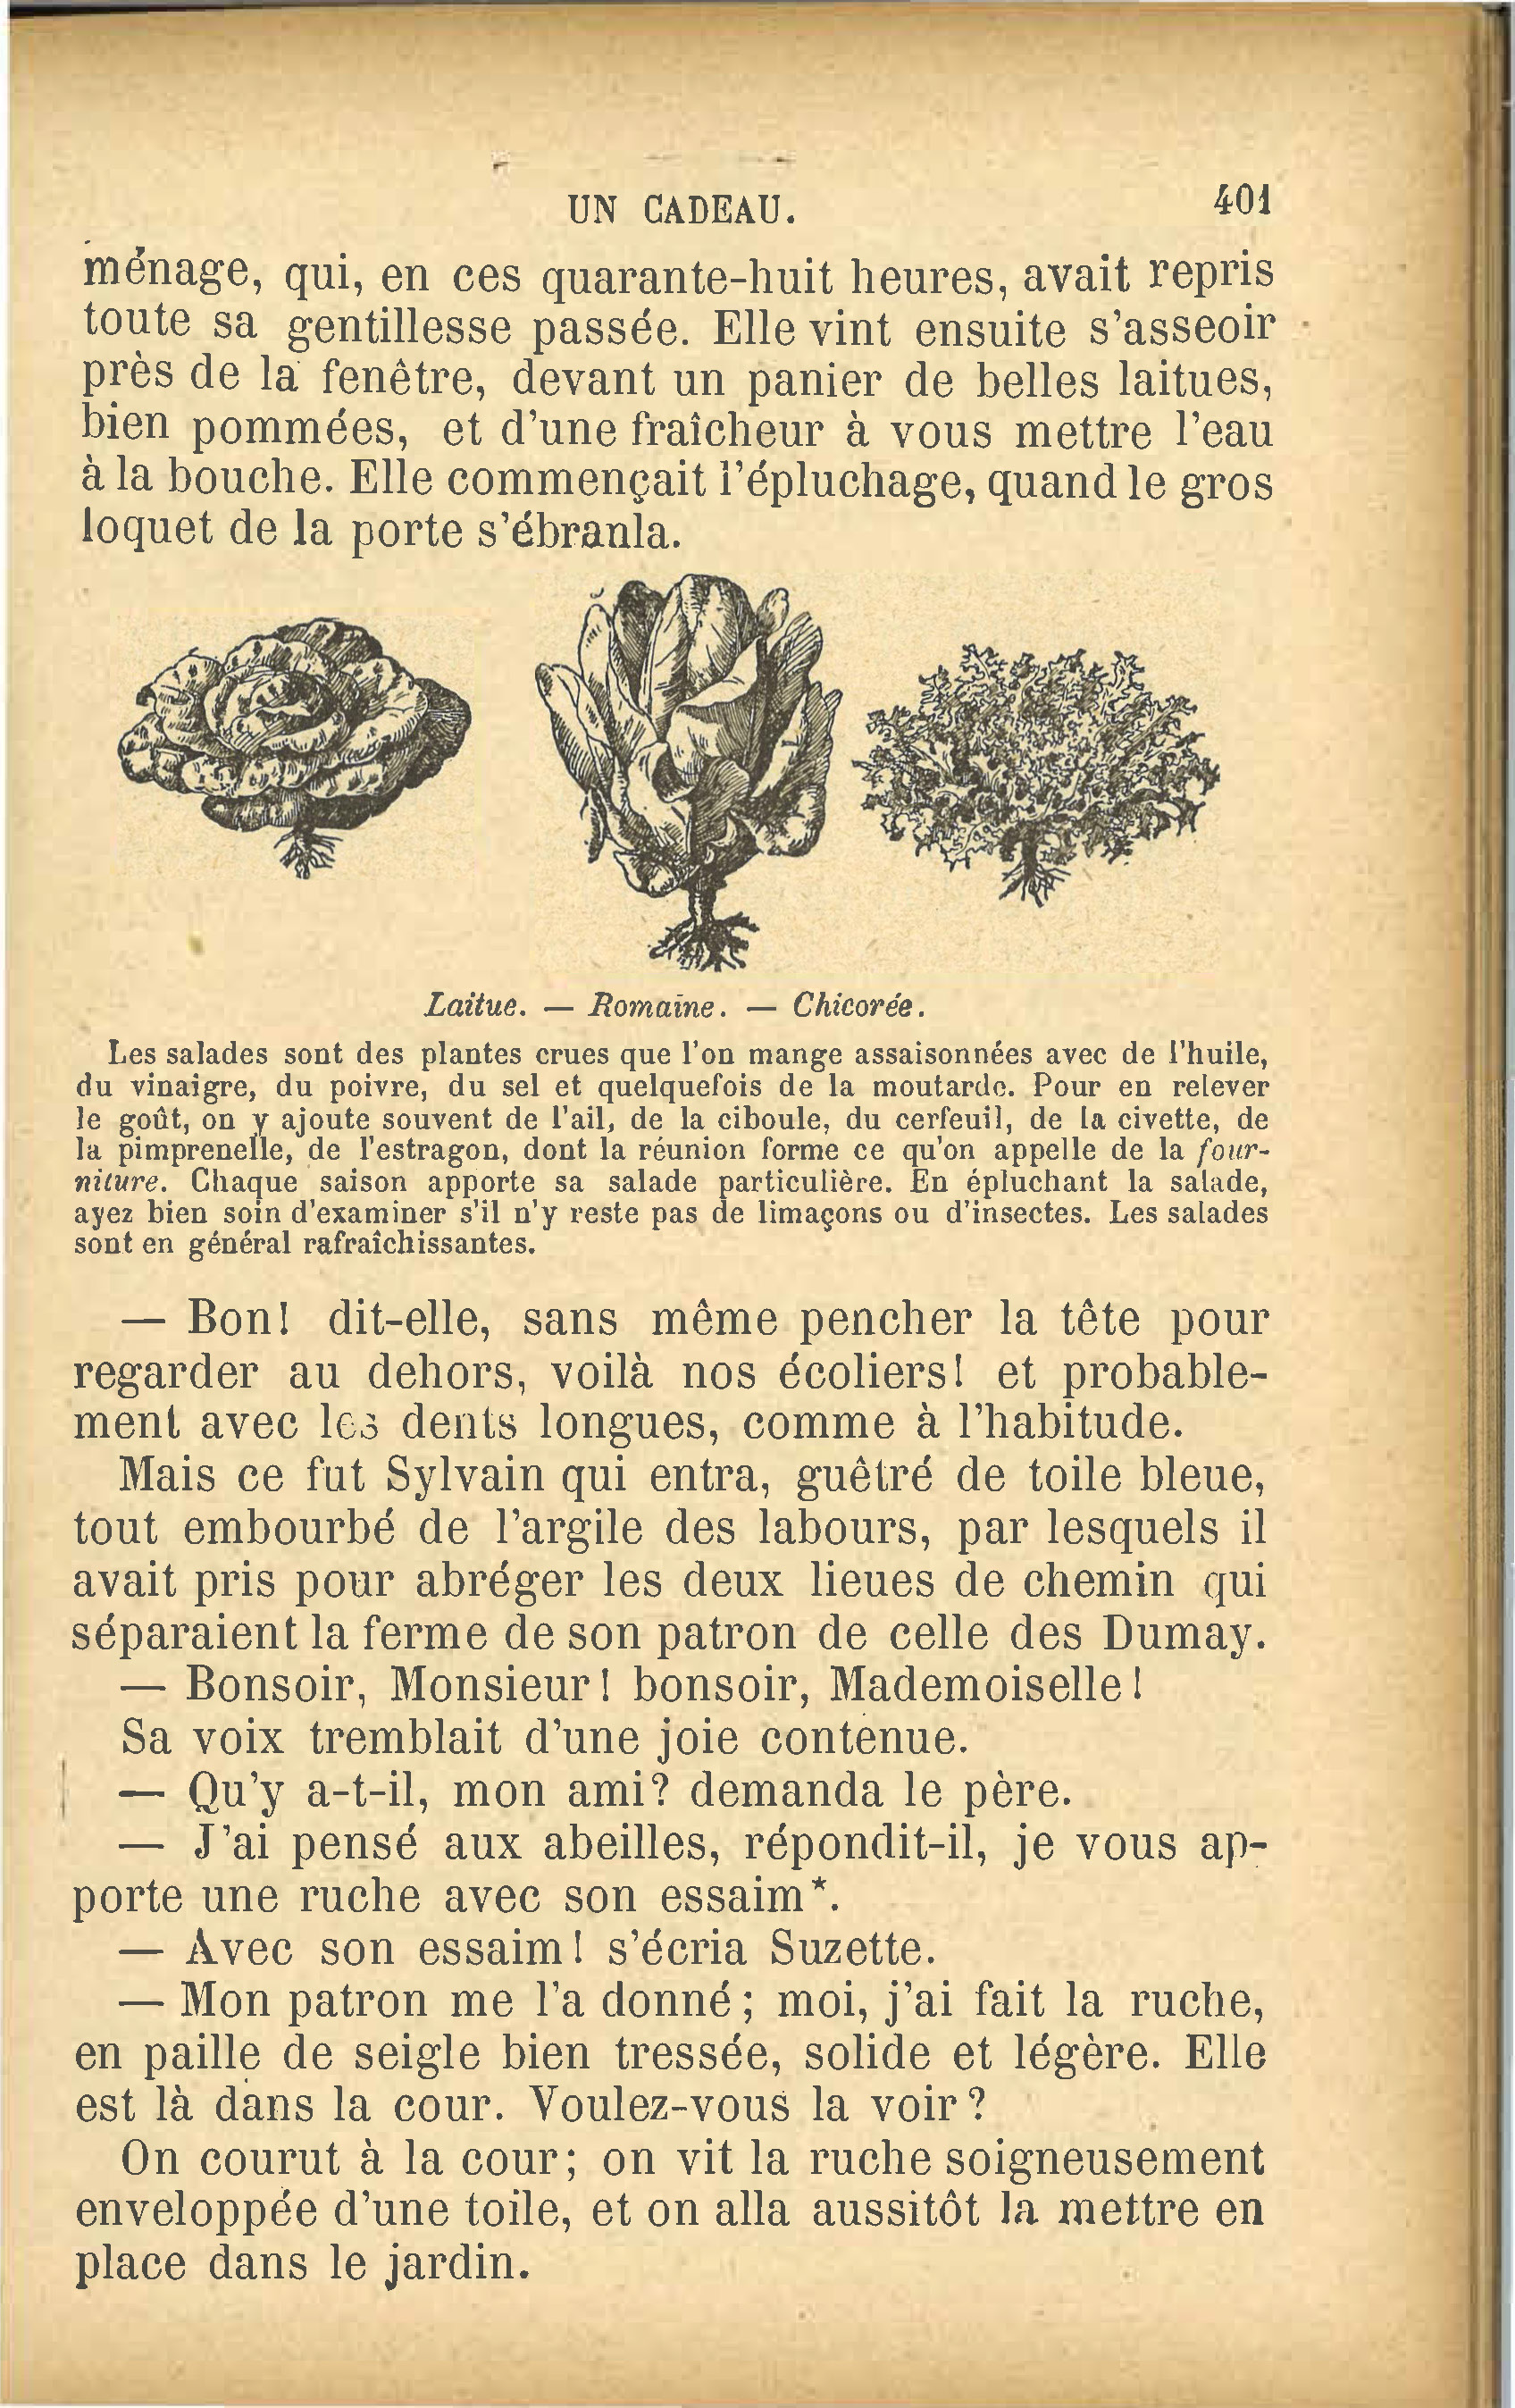 UN CADEAU. 401
ménage, qui, en ces quarante-huit heures, avait repris
toute sa gentillesse passée. Elle vint ensuite s'asseoir
près de la fenêtre, devant un panier de belles laitues,
bien pommées, et d'une fraîcheur à vous mettre l'eau
à la bouche. Elle commençait l'épluchage, quand le gros
loquet de la porte s'ébranla.
Laitue. — Romaine. — Chicorée.
Les salades sont des plantes crues que l'on mange assaisonnées avec de l'huile,
du vinaigre, du poivre, du sel et quelquefois de la moutarde. Pour en relever
le goût, on y ajoute souvent de l'ail, de la ciboule, du cerfeuil, de la civette, de
la pimprenelle, de l'estragon, dont la réunion forme ce qu'on appelle de la four-
niture. Chaque saison apporte sa salade particulière. En épluchant la salade,
ayez bien soin d'examiner s'il n'y reste pas de limaçons ou d'insectes. Les salades
sont en général rafraîchissantes.
— Bon! dit-elle, sans même pencher la tête pour
regarder au dehors, voilà nos écoliers! et probable-
ment avec les dents longues, comme à l'habitude.
Mais ce fut Sylvain qui entra, guêtré de toile bleue,
tout embourbé de l'argile des labours, par lesquels il
avait pris pour abréger les deux lieues de chemin qui
séparaient la ferme de son patron de celle des Dumay.
— Bonsoir, Monsieur! bonsoir, Mademoiselle!
Sa voix tremblait d'une joie contenue.
— Qu'y a-t-il, mon ami? demanda le père.
— J'ai pensé aux abeilles, répondit-il, je vous ap-
porte une ruche avec son essaim*.
— Avec son essaim! s'écria Suzette.
— Mon patron me l'a donné; moi, j'ai fait la ruche,
en paille de seigle bien tressée, solide et légère. Elle
est là dans la cour. Voulez-vous la voir?
On courut à la cour; on vit la ruche soigneusement
enveloppée d'une toile, et on alla aussitôt la mettre en
place dans le jardin.